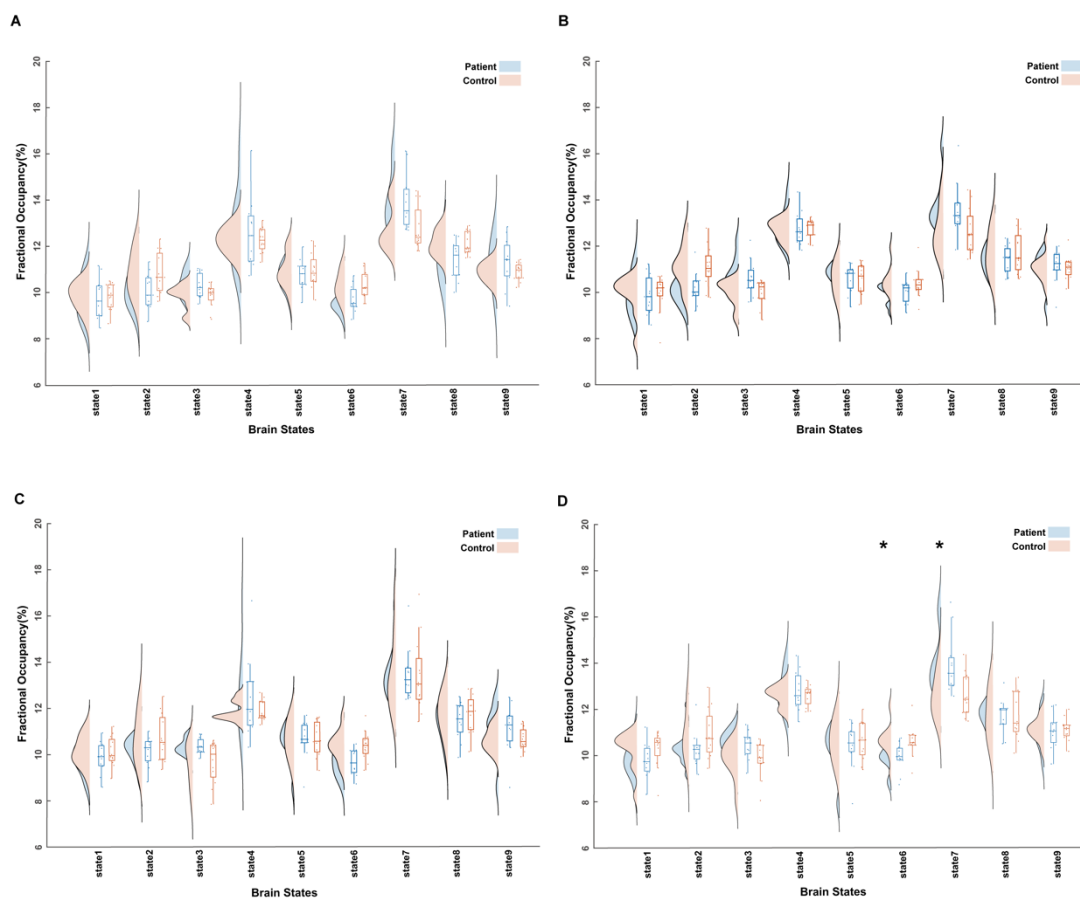 A
Patient
Control
Fractional Occupancy(%)
20
18
16
14
12
10
8
6
state1
state2
state3
state4
state5
state6
state7
state8
state9
Brain States
B
Patient
Control
Fractional Occupancy(%)
20
18
16
14
12
10
8
6
state1
state2
state3
state4
state5
state6
state7
state8
state9
Brain States
C
Patient
Control
Fractional Occupancy(%)
20
18
16
14
12
10
8
6
state1
state2
state3
state4
state5
state6
state7
state8
state9
Brain States
D
Patient
Control
* *
Fractional Occupancy(%)
20
18
16
14
12
10
8
6
state1
state2
state3
state4
state5
state6
state7
state8
state9
Brain States